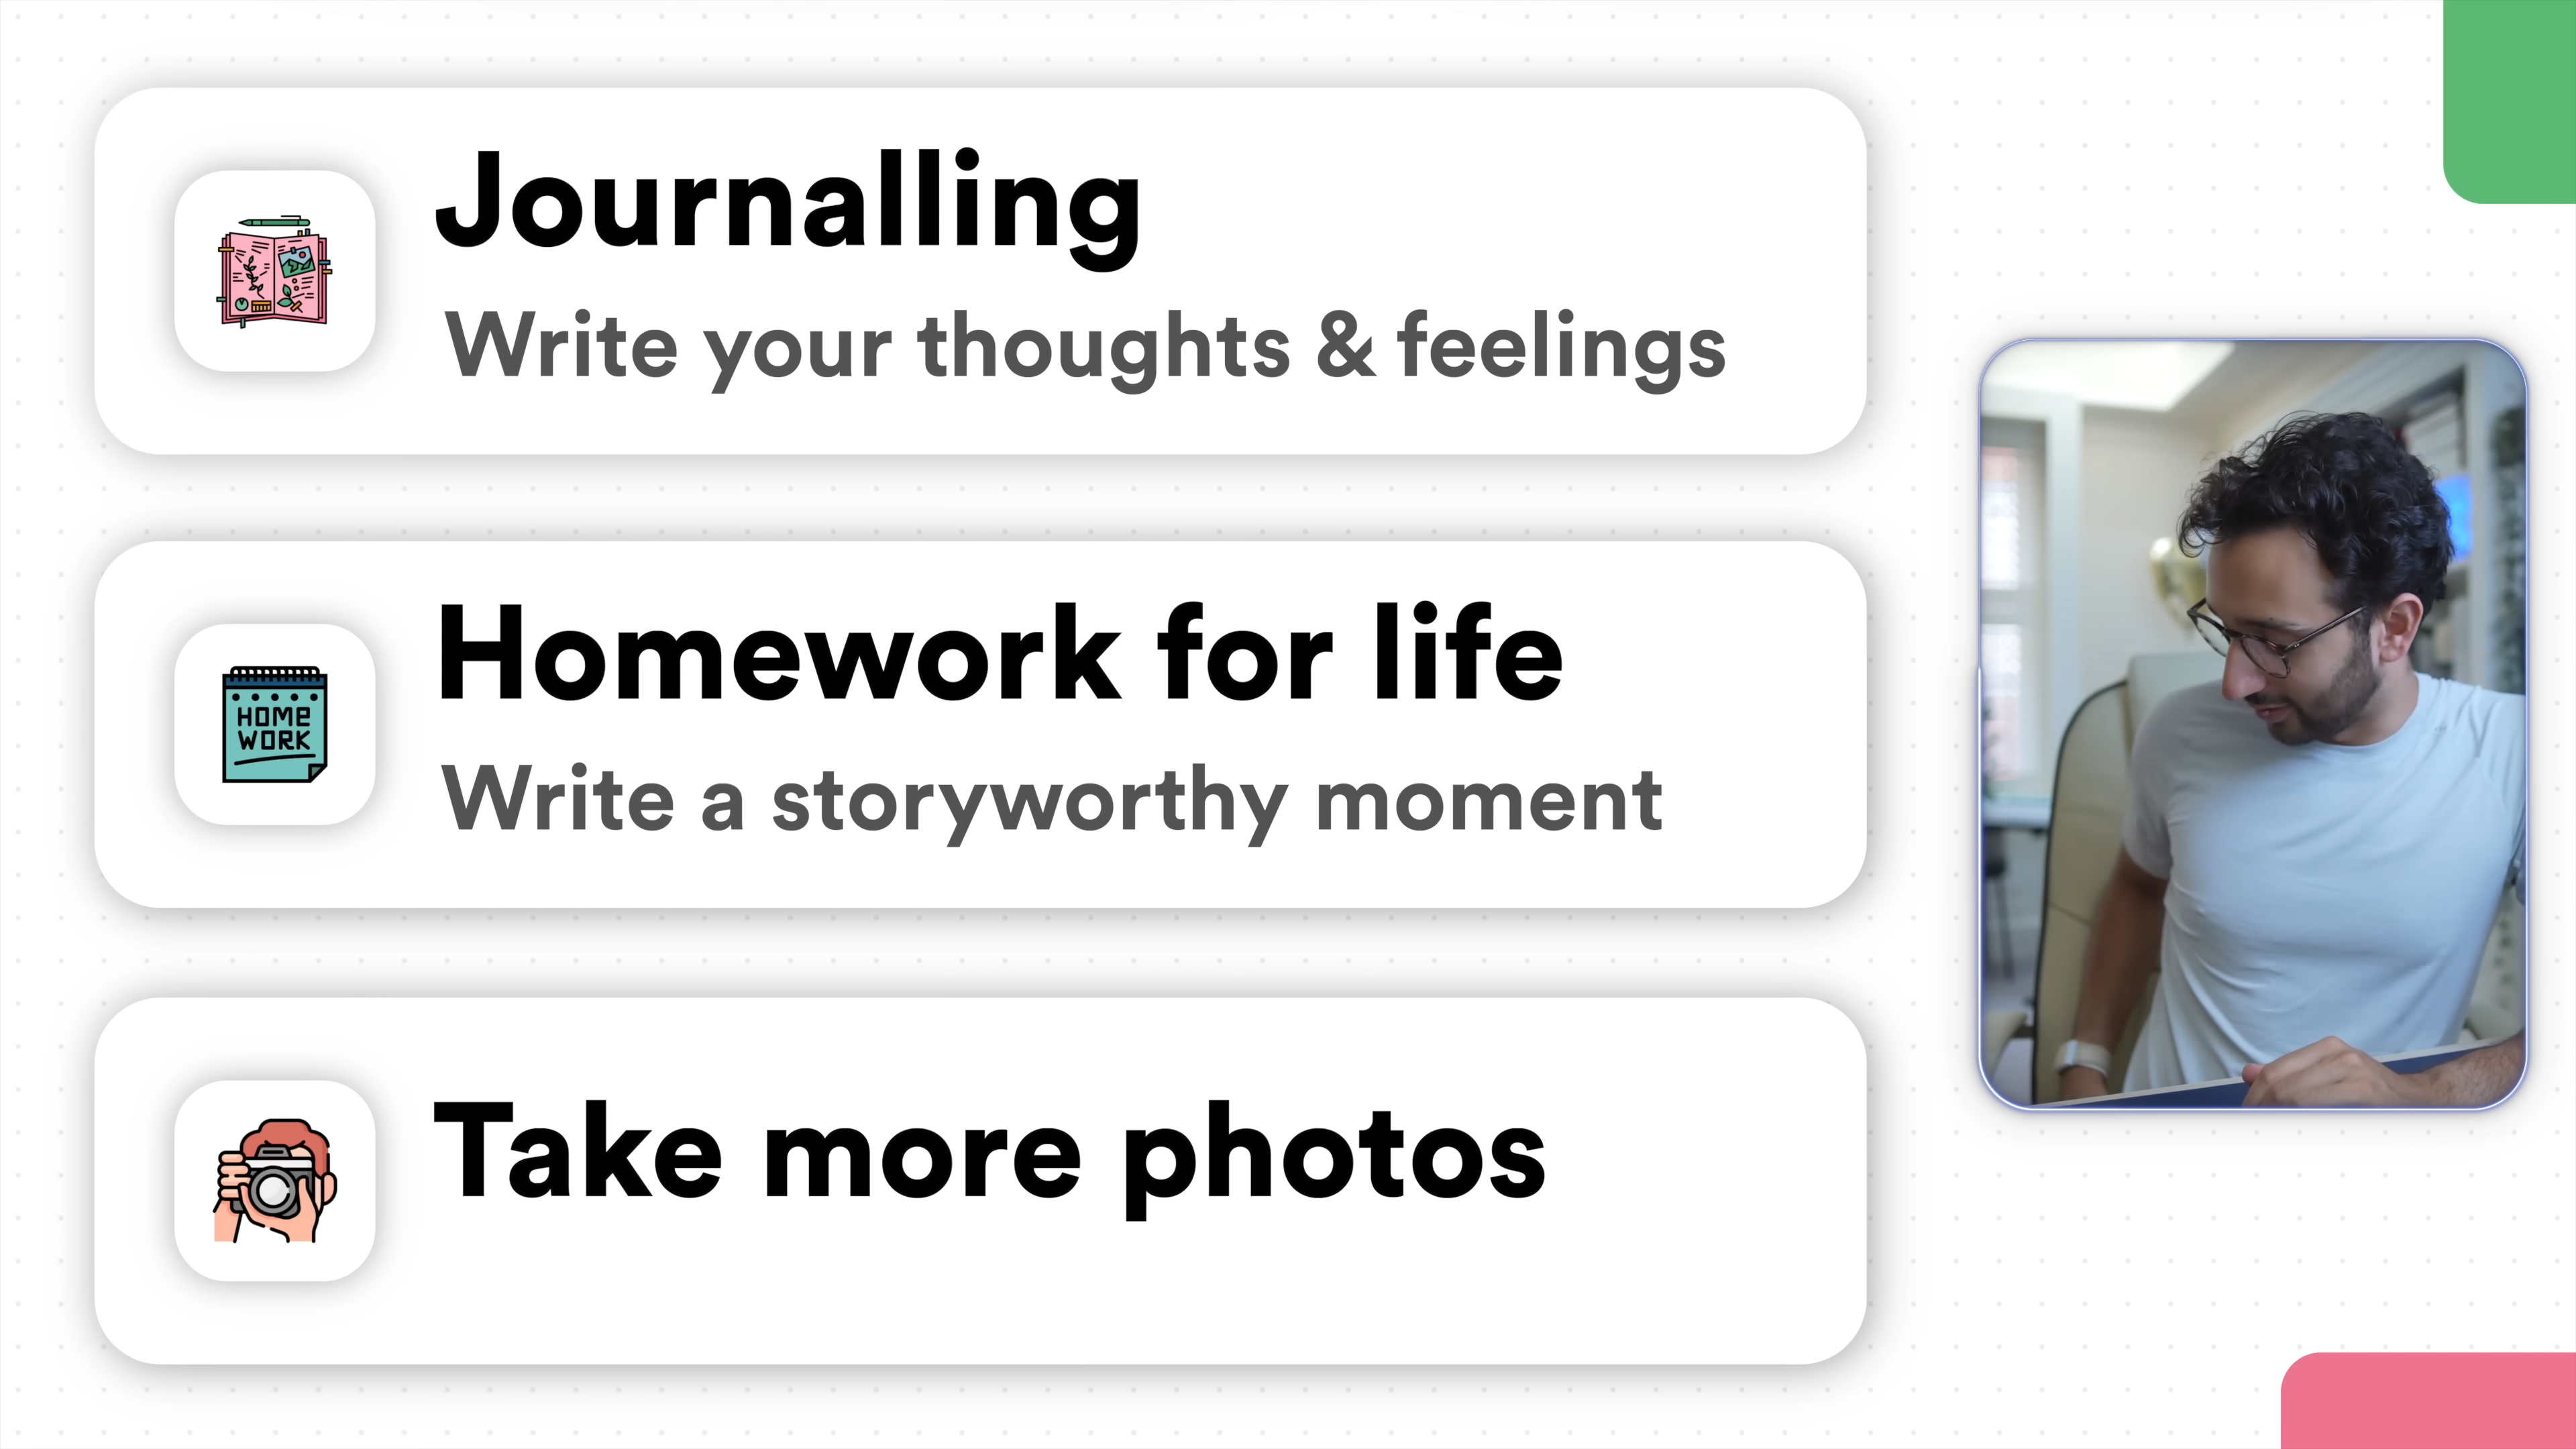 Journalling
Write your thoughts & feelings
HOME
WORK
Homework for life
Write a storyworthy moment
Take more photos